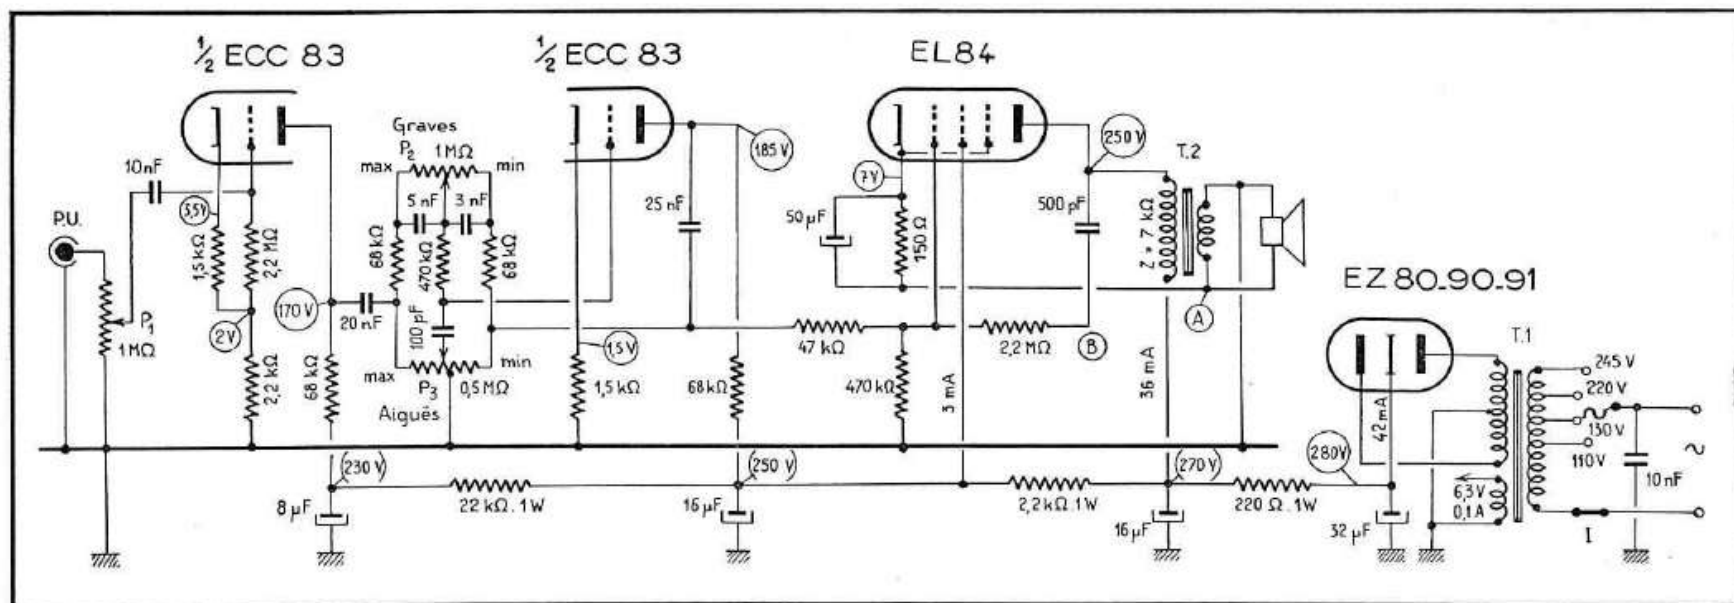 ½ ECC 83
½ ECC 83
EL84
EZ 80-90-91
P.U.
10 nF
P1
1 MΩ
3,5V
1,5 kΩ
2,2 MΩ
2V
2,2 kΩ
170 V
68 kΩ
20 nF
Graves
P2
1 MΩ
max
min
5 nF
3 nF
68 kΩ
470 kΩ
68 kΩ
100 pF
max
min
P3
0,5 MΩ
Aiguës
1,5V
1,5 kΩ
185 V
25 nF
68 kΩ
47 kΩ
7V
50 µF
150 Ω
470 kΩ
3 mA
2,2 MΩ
B
250 V
500 pF
T.2
Z = 7 kΩ
A
36 mA
T.1
42 mA
245 V
220 V
130 V
110 V
6,3 V
0,1 A
10 nF
~
I
(230 V)
8 µF
22 kΩ . 1W
(250 V)
16 µF
2,2 kΩ . 1W
(270 V)
16 µF
220 Ω . 1W
280V
32 µF